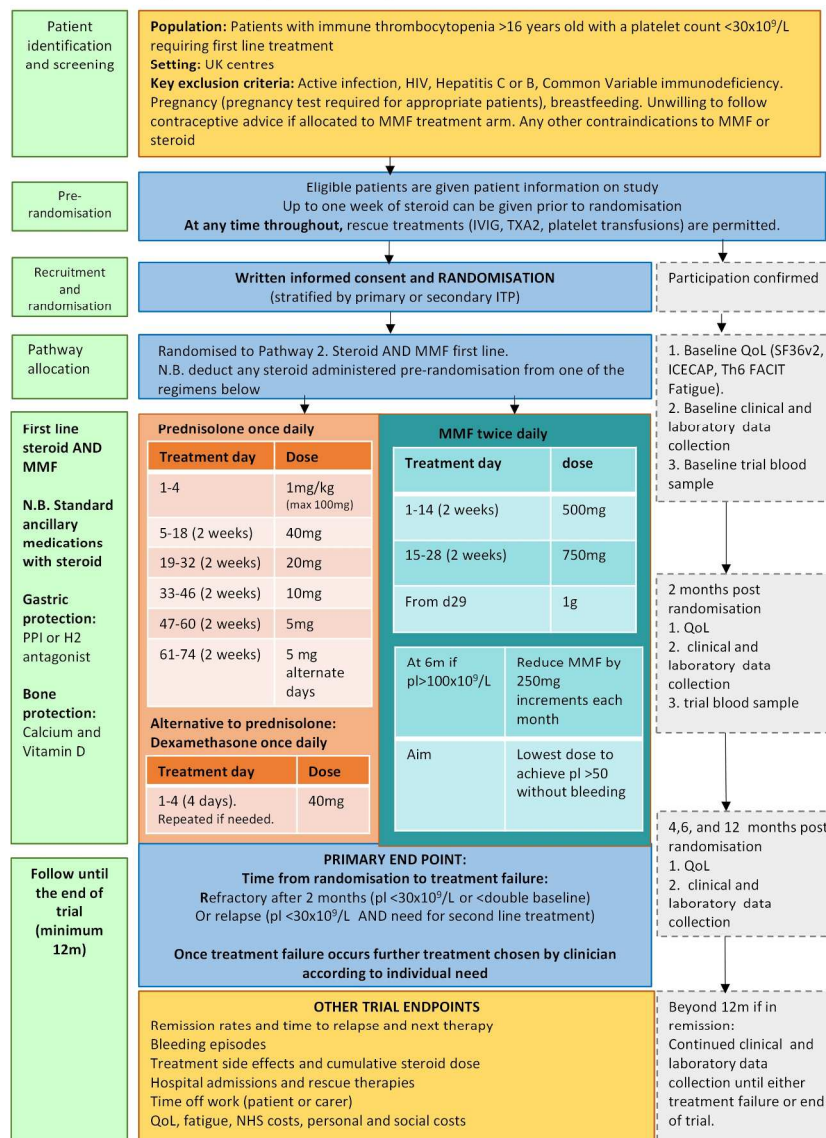 Patient
identification
and screening
Population: Patients with immune thrombocytopenia >16 years old with a platelet count <30x10⁹/L
requiring first line treatment
Setting: UK centres
Key exclusion criteria: Active infection, HIV, Hepatitis C or B, Common Variable immunodeficiency.
Pregnancy (pregnancy test required for appropriate patients), breastfeeding. Unwilling to follow
contraceptive advice if allocated to MMF treatment arm. Any other contraindications to MMF or
steroid
Pre-
randomisation
Eligible patients are given patient information on study
Up to one week of steroid can be given prior to randomisation
At any time throughout, rescue treatments (IVIG, TXA2, platelet transfusions) are permitted.
Recruitment
and
randomisation
Written informed consent and RANDOMISATION
(stratified by primary or secondary ITP)
Participation confirmed
Pathway
allocation
Randomised to Pathway 2. Steroid AND MMF first line.
N.B. deduct any steroid administered pre-randomisation from one of the
regimens below
1. Baseline QoL (SF36v2,
ICECAP, Th6 FACIT
Fatigue).
2. Baseline clinical and
laboratory data
collection
3. Baseline trial blood
sample
First line
steroid AND
MMF
N.B. Standard
ancillary
medications
with steroid
Gastric
protection:
PPI or H2
antagonist
Bone
protection:
Calcium and
Vitamin D
Prednisolone once daily
Treatment day Dose
1-4 1mg/kg
(max 100mg)
5-18 (2 weeks) 40mg
19-32 (2 weeks) 20mg
33-46 (2 weeks) 10mg
47-60 (2 weeks) 5mg
61-74 (2 weeks) 5 mg
alternate
days
Alternative to prednisolone:
Dexamethasone once daily
Treatment day Dose
1-4 (4 days). 40mg
Repeated if needed.
MMF twice daily
Treatment day dose
1-14 (2 weeks) 500mg
15-28 (2 weeks) 750mg
From d29 1g
At 6m if Reduce MMF by
pl>100x10⁹/L 250mg
increments each
month
Aim Lowest dose to
achieve pl >50
without bleeding
2 months post
randomisation
1. QoL
2. clinical and
laboratory data
collection
3. trial blood sample
4,6, and 12 months post
randomisation
1. QoL
2. clinical and
laboratory data
collection
Follow until
the end of
trial
(minimum
12m)
PRIMARY END POINT:
Time from randomisation to treatment failure:
Refractory after 2 months (pl <30x10⁹/L or <double baseline)
Or relapse (pl <30x10⁹/L AND need for second line treatment)
Once treatment failure occurs further treatment chosen by clinician
according to individual need
OTHER TRIAL ENDPOINTS
Remission rates and time to relapse and next therapy
Bleeding episodes
Treatment side effects and cumulative steroid dose
Hospital admissions and rescue therapies
Time off work (patient or carer)
QoL, fatigue, NHS costs, personal and social costs
Beyond 12m if in
remission:
Continued clinical and
laboratory data
collection until either
treatment failure or end
of trial.